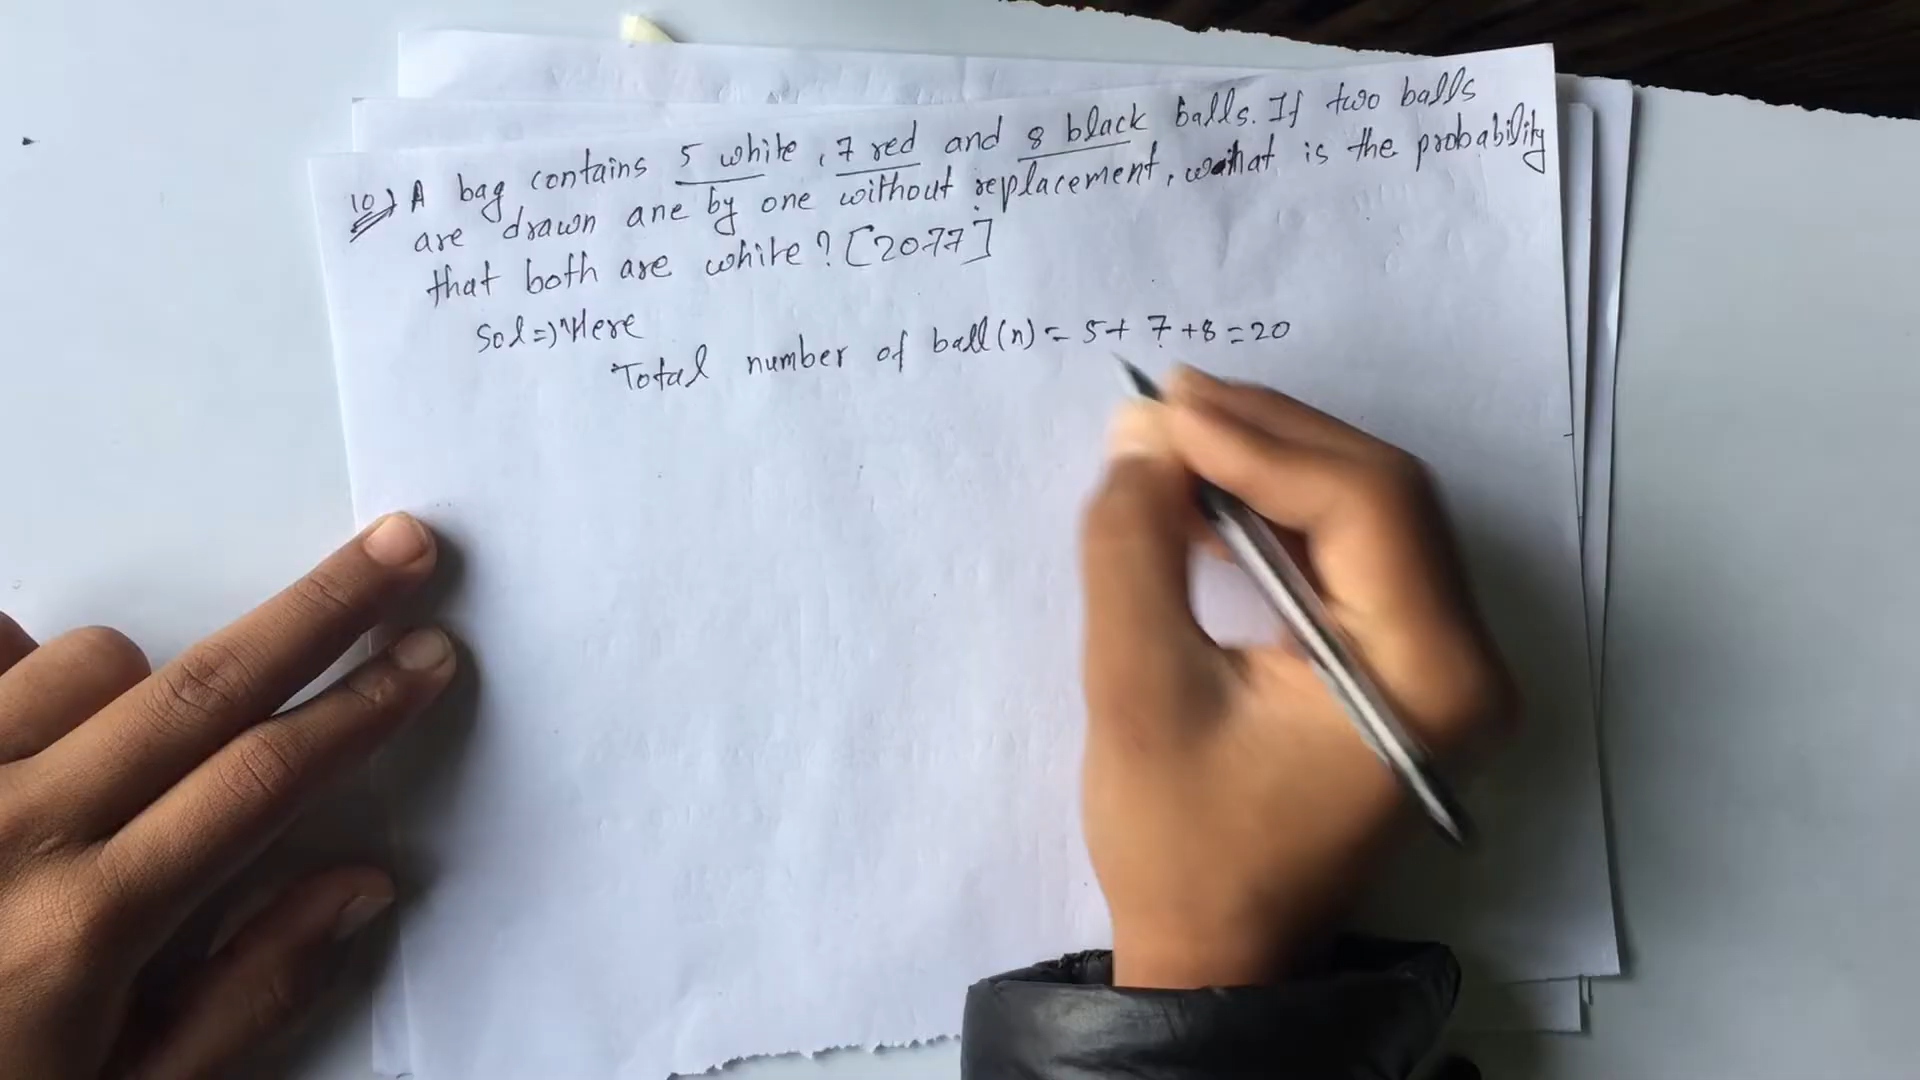 10) A bag contains 5 white, 7 red and 8 black balls. If two balls
are drawn ane by one without replacement, what is the probability
that both are white? [2077]
Sol=)ⁿHere
Total number of ball(n) = 5+ 7 +8 = 20